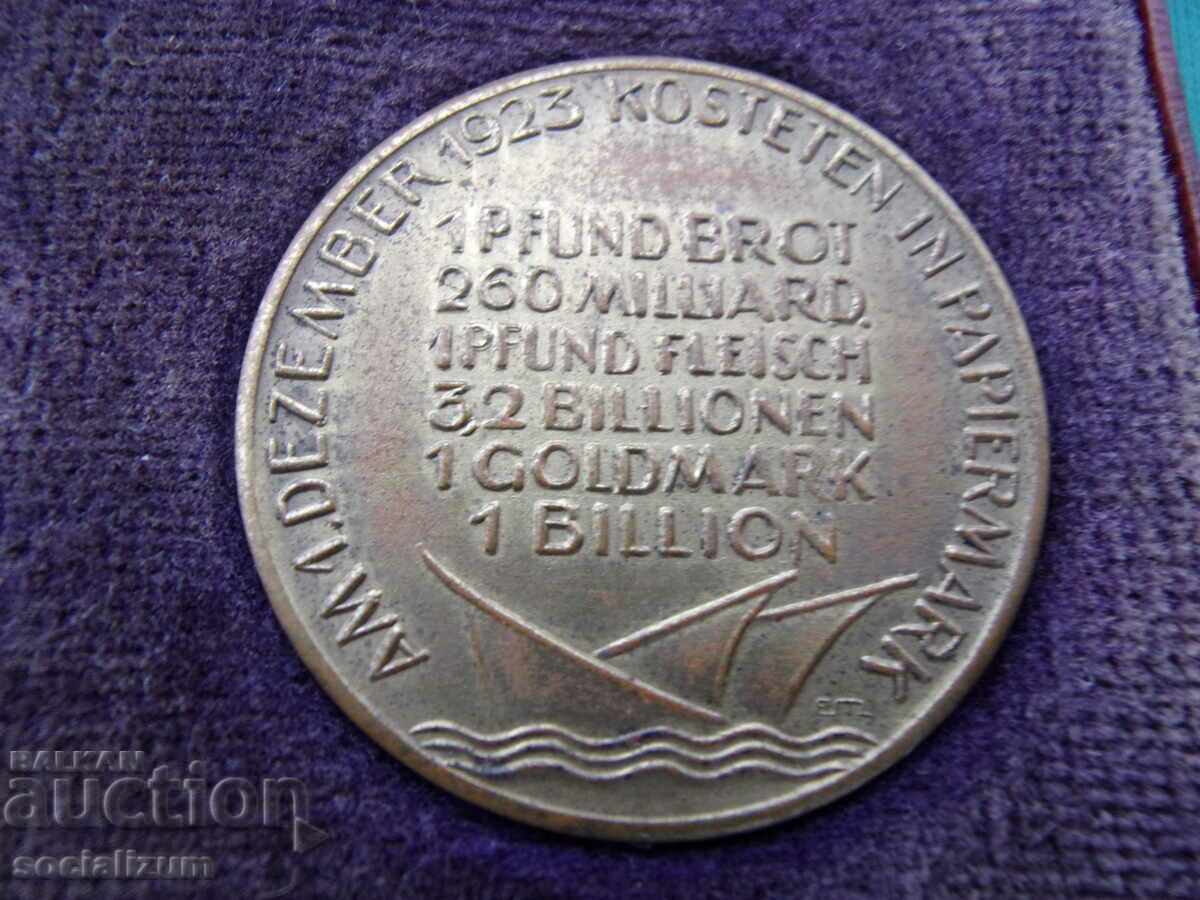 AM 1. DEZEMBER 1923 KOSTETEN IN PAPIERMARK
1 PFUND BROT
260 MILLIARD.
1 PFUND FLEISCH
3,2 BILLIONEN
1 GOLDMARK
1 BILLION
BALKAN
auction
socializum